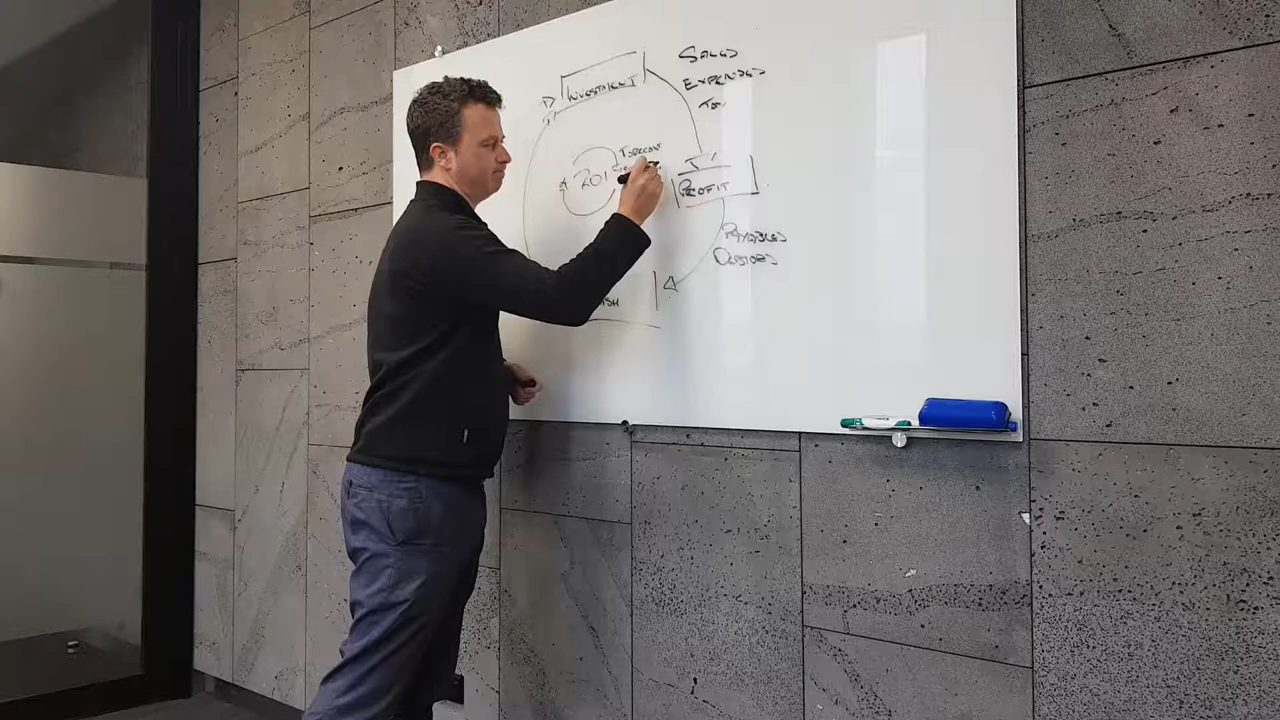 INVESTMENT
SALES
EXPENSES
TAX
FORECAST
ROI
PROFIT
PAYABLES
DEBTORS